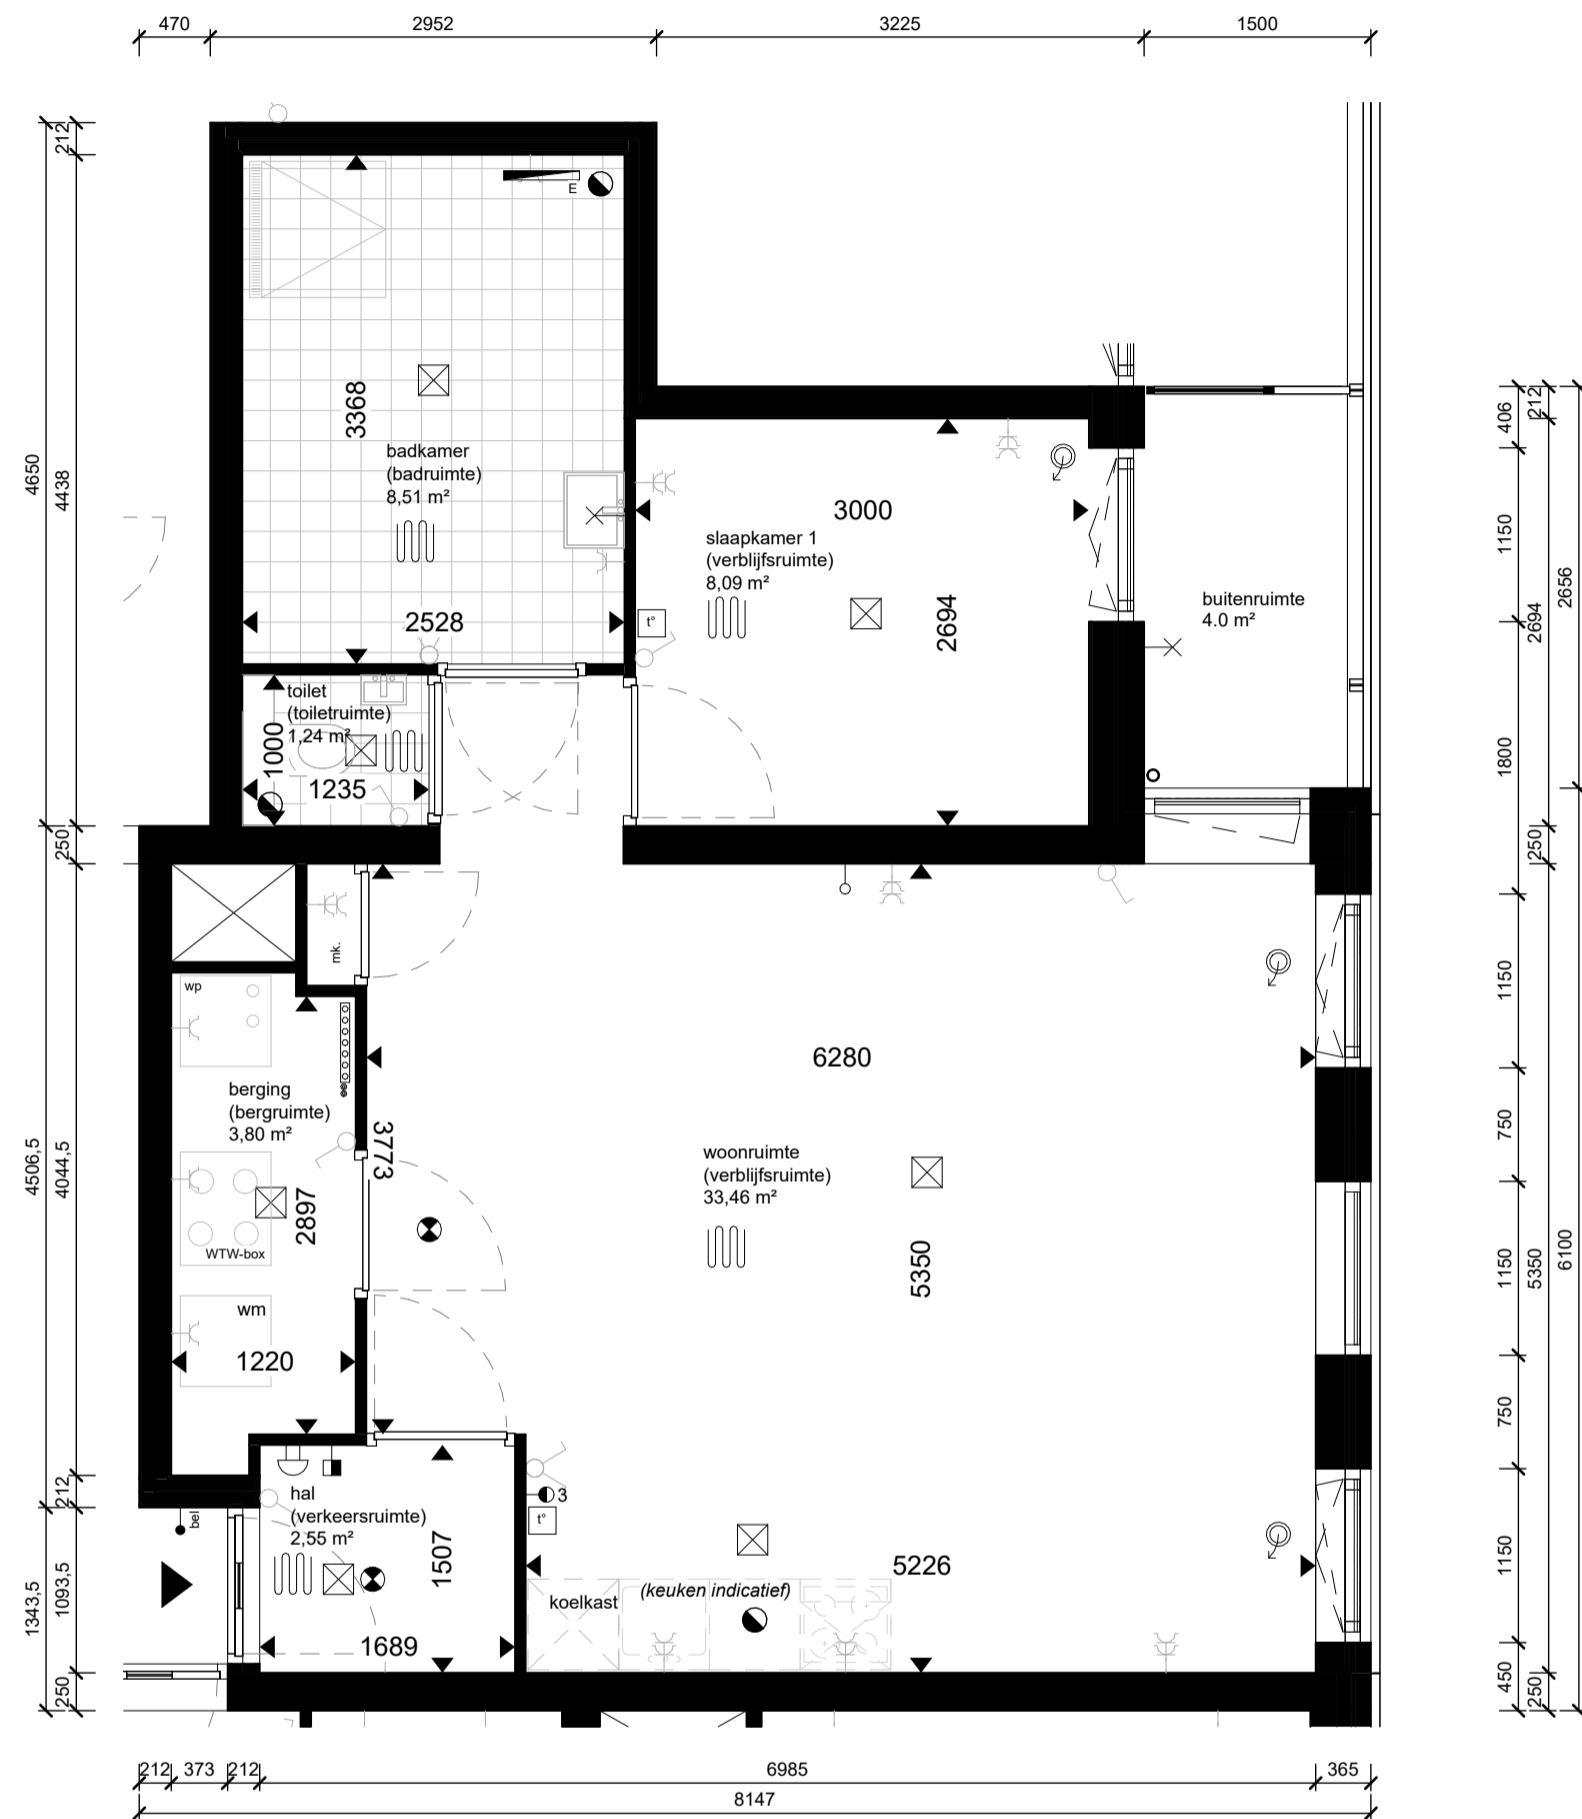 470
2952
3225
1500
212
4650
4438
250
4506,5
4044,5
212
1343,5
1093,5
250
E
3368
badkamer
(badruimte)
8,51 m²
2528
toilet
(toiletruimte)
1,24 m²
1000
1235
3000
slaapkamer 1
(verblijfsruimte)
8,09 m²
2694
t°
buitenruimte
4.0 m²
mk.
wp
berging
(bergruimte)
3,80 m²
3773
2897
WTW-box
wm
1220
6280
woonruimte
(verblijfsruimte)
33,46 m²
5350
bel
hal
(verkeersruimte)
2,55 m²
1507
1689
3
t°
5226
koelkast
(keuken indicatief)
406
1150
1800
1150
750
1150
750
1150
450
212
2694
250
5350
250
2656
6100
212
373
212
6985
365
8147